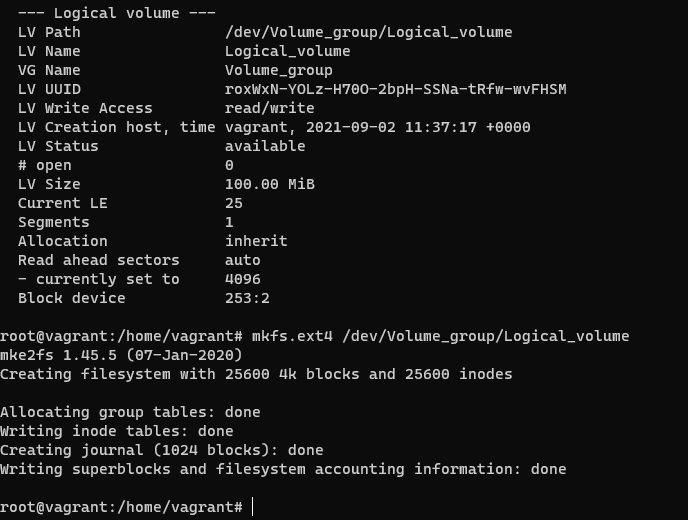 --- Logical volume ---
LV Path                /dev/Volume_group/Logical_volume
LV Name                Logical_volume
VG Name                Volume_group
LV UUID                roxWxN-YOLz-H70O-2bpH-SSNa-tRfw-wvFHSM
LV Write Access        read/write
LV Creation host, time vagrant, 2021-09-02 11:37:17 +0000
LV Status              available
# open                 0
LV Size                100.00 MiB
Current LE             25
Segments               1
Allocation             inherit
Read ahead sectors     auto
- currently set to     4096
Block device           253:2
root@vagrant:/home/vagrant# mkfs.ext4 /dev/Volume_group/Logical_volume
mke2fs 1.45.5 (07-Jan-2020)
Creating filesystem with 25600 4k blocks and 25600 inodes
Allocating group tables: done
Writing inode tables: done
Creating journal (1024 blocks): done
Writing superblocks and filesystem accounting information: done
root@vagrant:/home/vagrant#